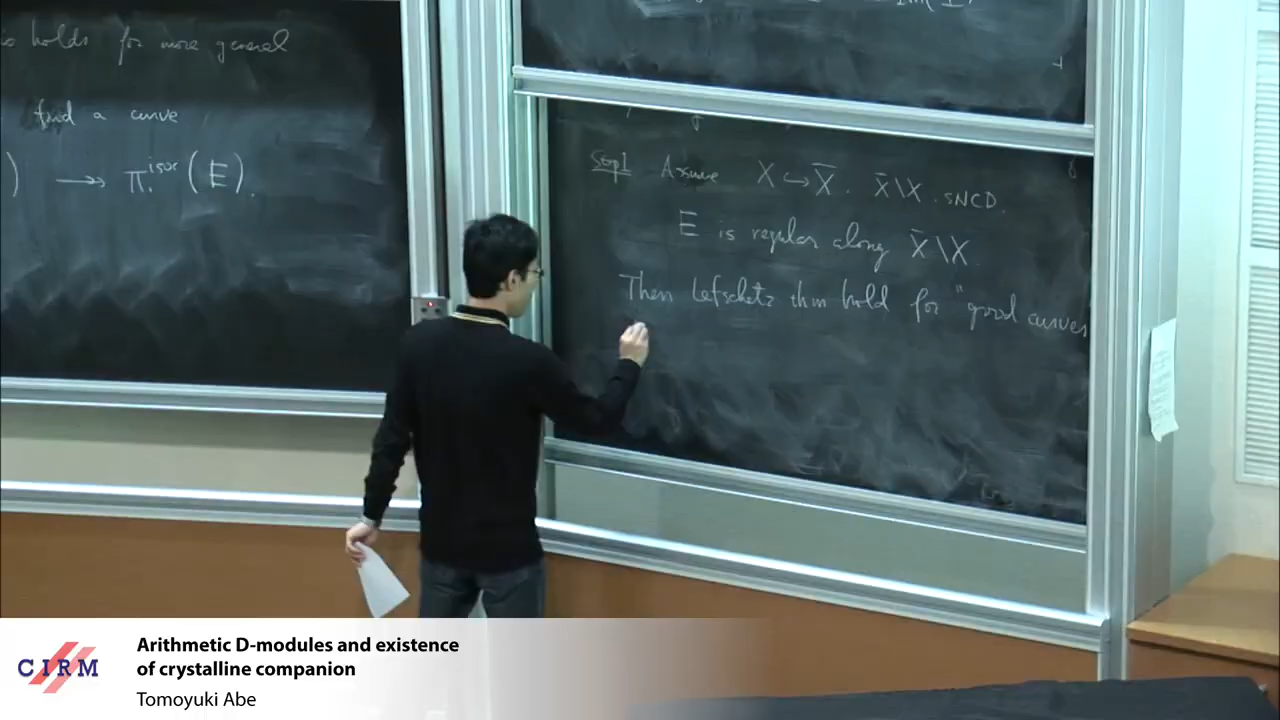 holds for more general
find a curve
) →→ π₁^isoc (E).
Step1 Assume X ↪ X̄. X̄\X. SNCD.
E is regular along X̄\X
Then Lefschetz thm hold for "good curves
CIRM
Arithmetic D-modules and existence
of crystalline companion
Tomoyuki Abe